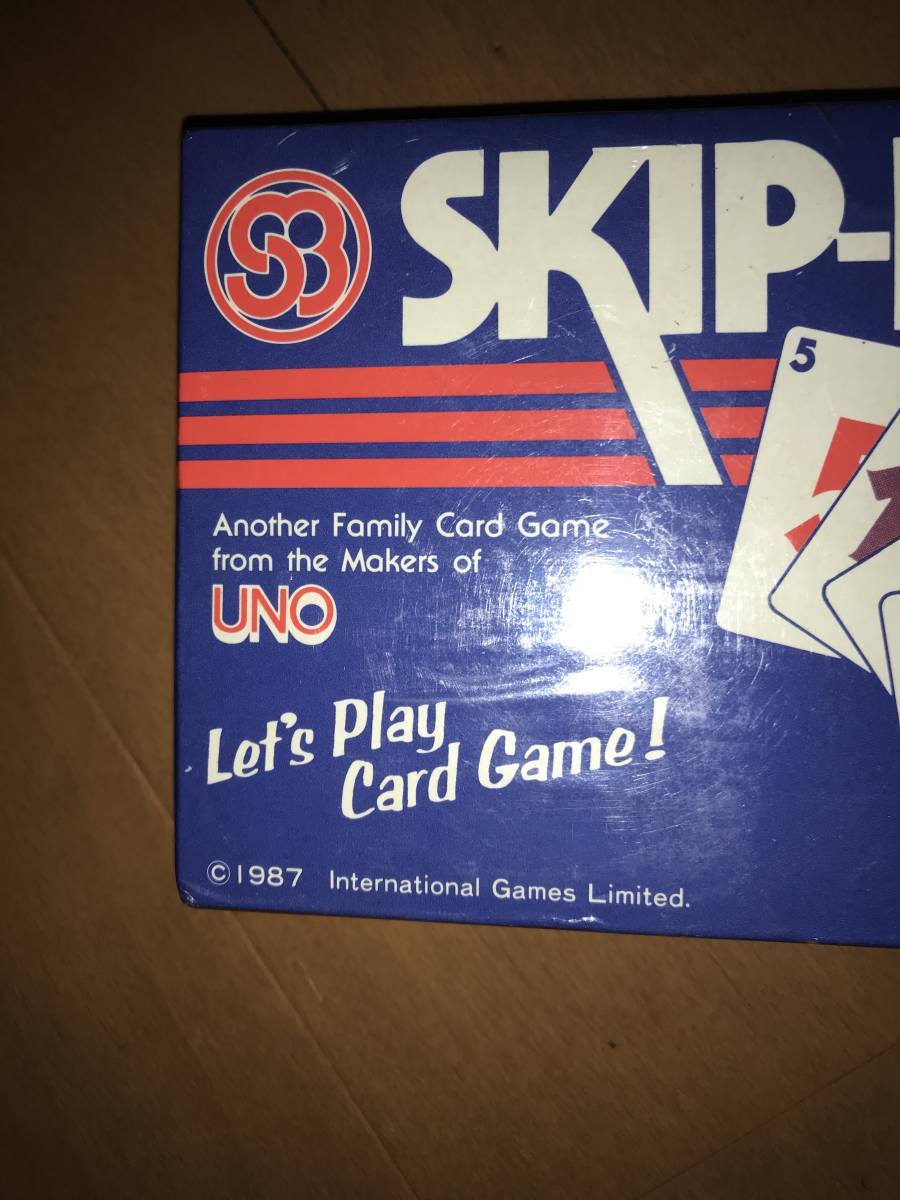 SB
SKIP-
5
Another Family Card Game
from the Makers of
UNO
Let's Play
Card Game!
©1987 International Games Limited.